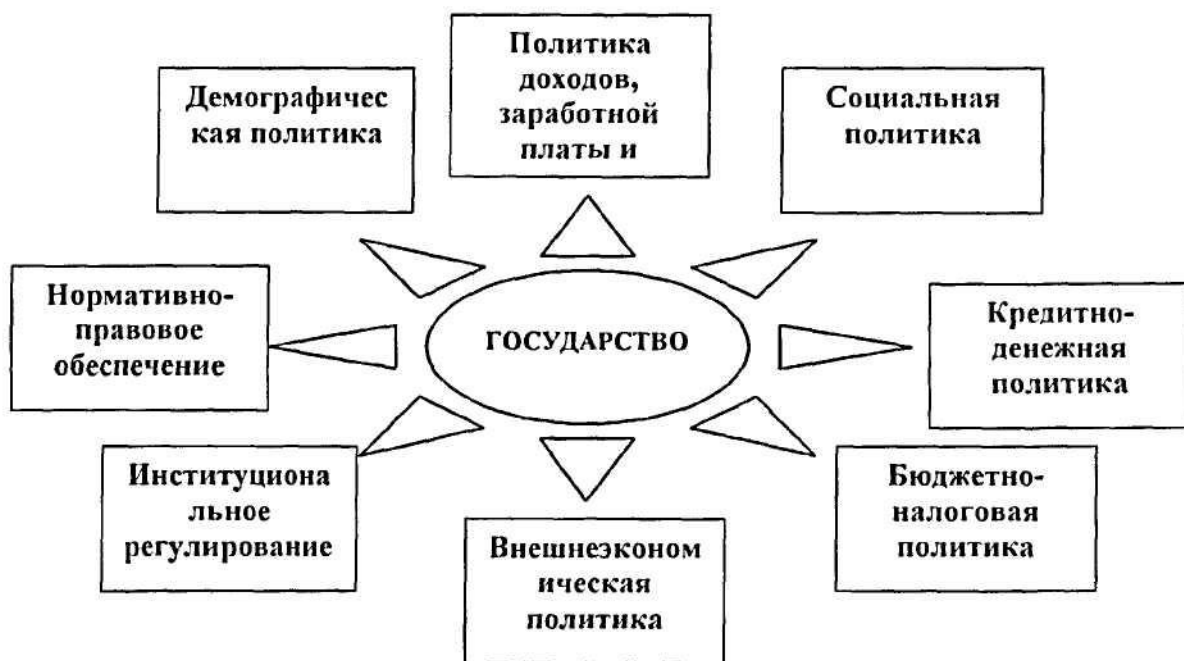 Политика
доходов,
заработной
платы и
Демографичес
кая политика
Социальная
политика
Нормативно-
правовое
обеспечение
ГОСУДАРСТВО
Кредитно-
денежная
политика
Институциона
льное
регулирование
Бюджетно-
налоговая
политика
Внешнеэконом
ическая
политика